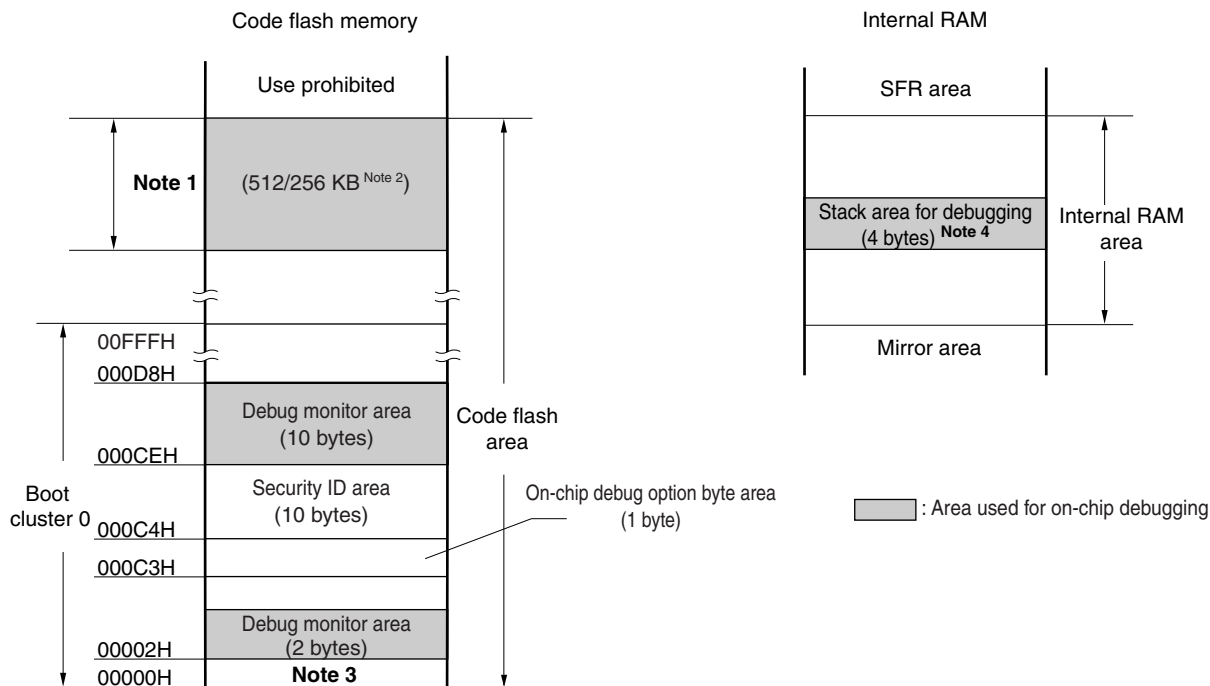 Code flash memory
Use prohibited
Note 1
(512/256 KB Note 2)
00FFFH
000D8H
Debug monitor area
(10 bytes)
000CEH
Security ID area
(10 bytes)
000C4H
000C3H
Debug monitor area
(2 bytes)
00002H
Note 3
00000H
Boot
cluster 0
Code flash
area
On-chip debug option byte area
(1 byte)
Internal RAM
SFR area
Stack area for debugging
(4 bytes) Note 4
Internal RAM
area
Mirror area
: Area used for on-chip debugging